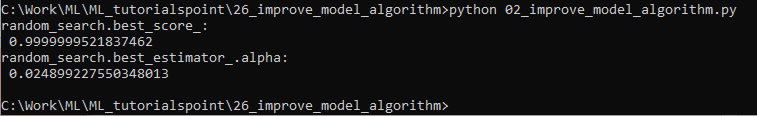 C:\Work\ML\ML_tutorialspoint\26_improve_model_algorithm>python 02_improve_model_algorithm.py
random_search.best_score_:
0.9999999521837462
random_search.best_estimator_.alpha:
0.024899227550348013
C:\Work\ML\ML_tutorialspoint\26_improve_model_algorithm>